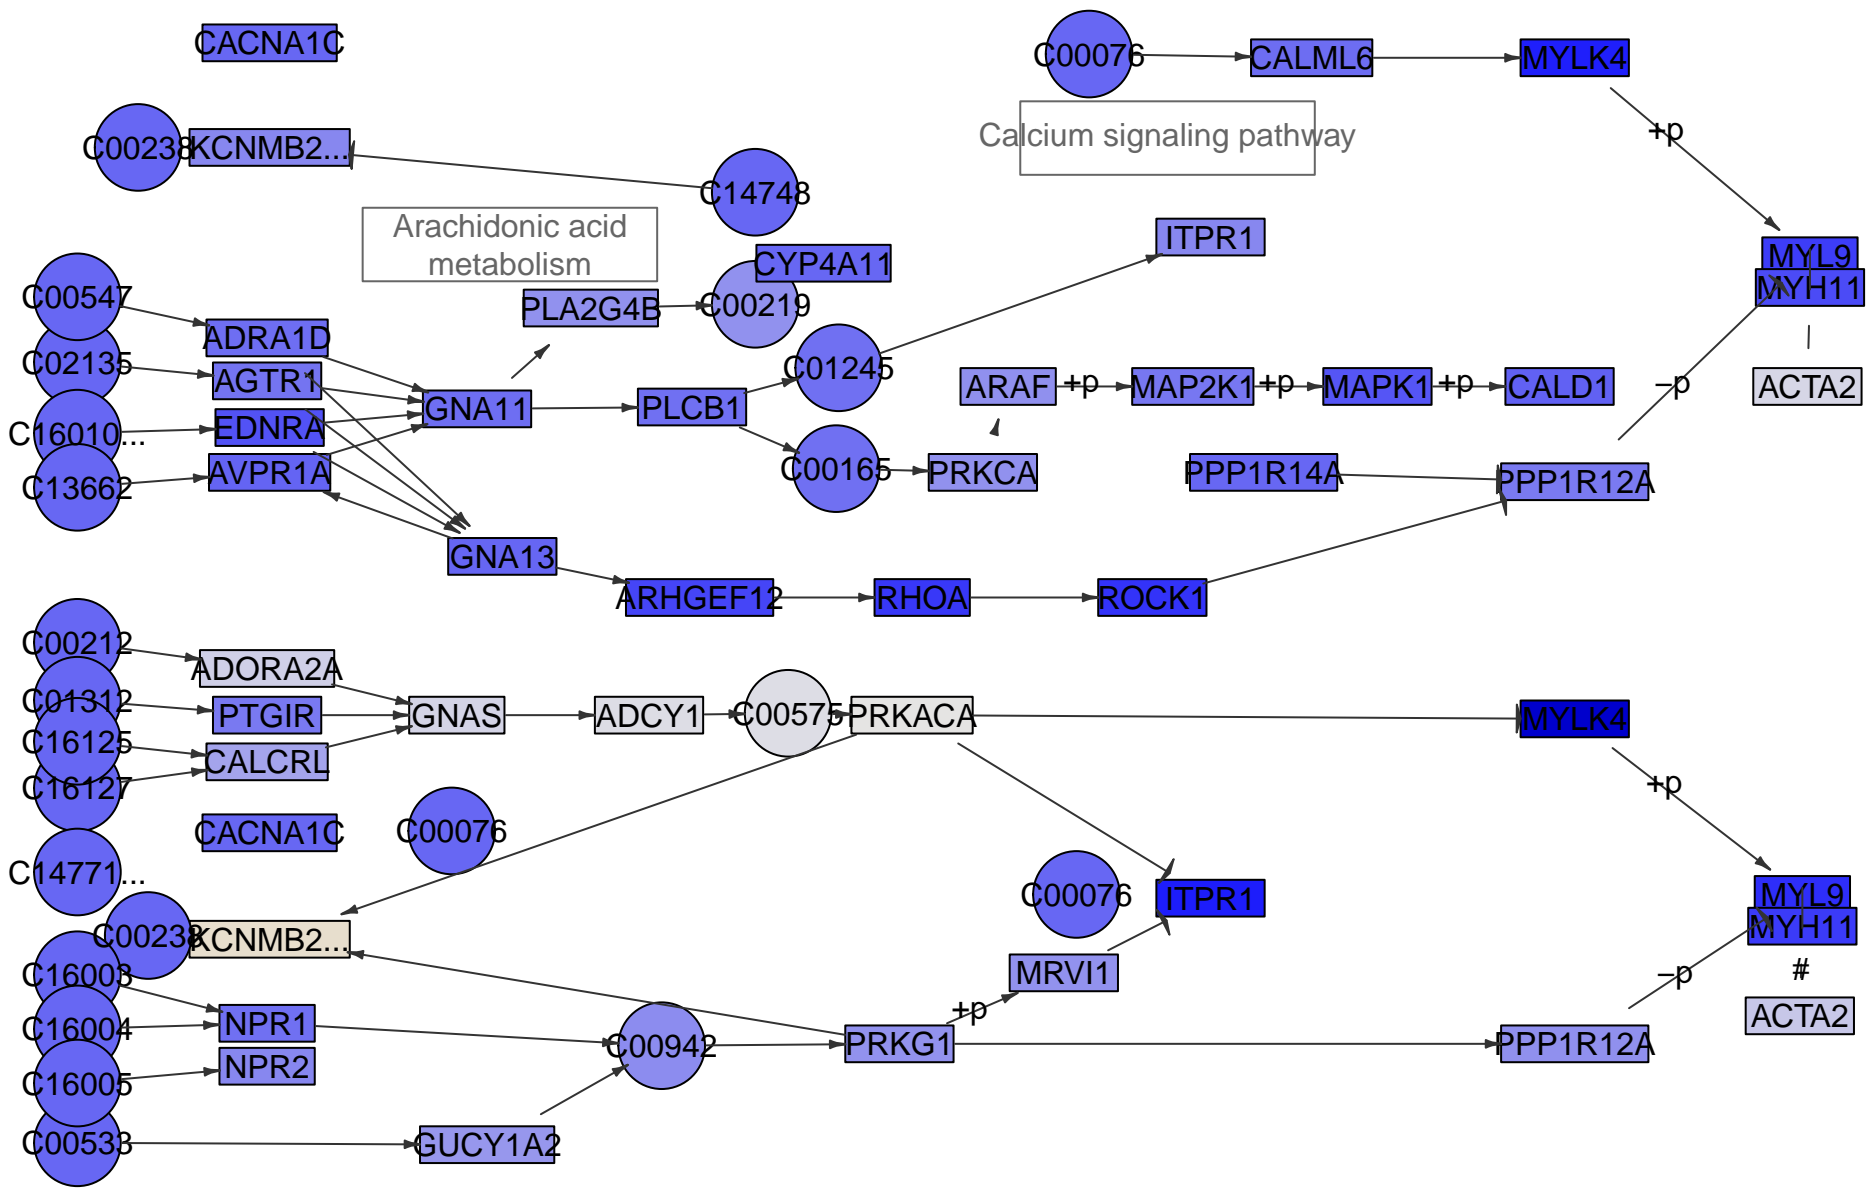 CACNA1C
C00076
CALML6
MYLK4
Calcium signaling pathway
+p
C00238
KCNMB2...
C14748
Arachidonic acid
metabolism
ITPR1
CYP4A11
MYL9
MYH11
C00547
PLA2G4B
C00219
ADRA1D
C02135
AGTR1
C01245
ARAF
+p
MAP2K1
+p
MAPK1
+p
CALD1
–p
ACTA2
GNA11
PLCB1
C16010...
EDNRA
C13662
AVPR1A
C00165
PRKCA
PPP1R14A
PPP1R12A
GNA13
ARHGEF12
RHOA
ROCK1
C00212
ADORA2A
C01312
PTGIR
GNAS
ADCY1
C00575
PRKACA
MYLK4
C16125
CALCRL
C16127
+p
CACNA1C
C00076
C14771...
C00076
ITPR1
MYL9
MYH11
C00238
KCNMB2...
C16003
MRVI1
–p
#
+p
ACTA2
C16004
NPR1
C00942
PRKG1
PPP1R12A
NPR2
C16005
C00533
GUCY1A2